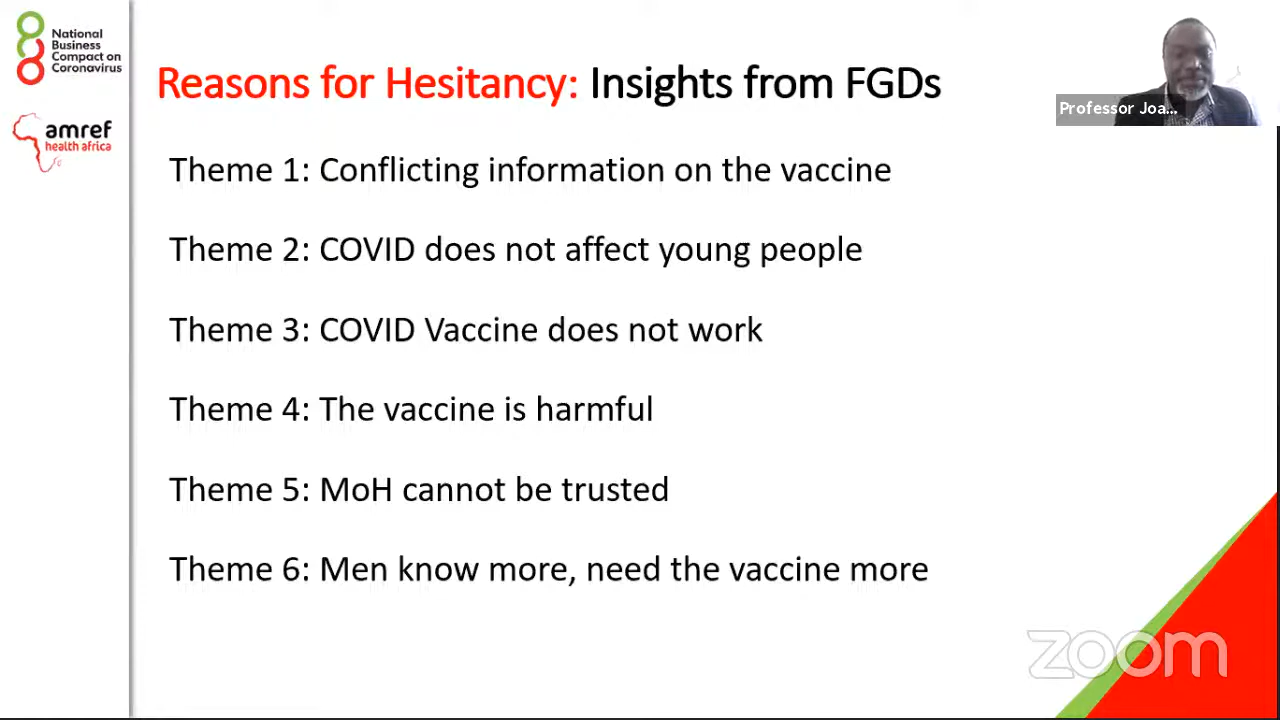 National
Business
Compact on
Coronavirus
amref
health africa
Reasons for Hesitancy: Insights from FGDs
Professor Joa...
Theme 1: Conflicting information on the vaccine
Theme 2: COVID does not affect young people
Theme 3: COVID Vaccine does not work
Theme 4: The vaccine is harmful
Theme 5: MoH cannot be trusted
Theme 6: Men know more, need the vaccine more
zoom